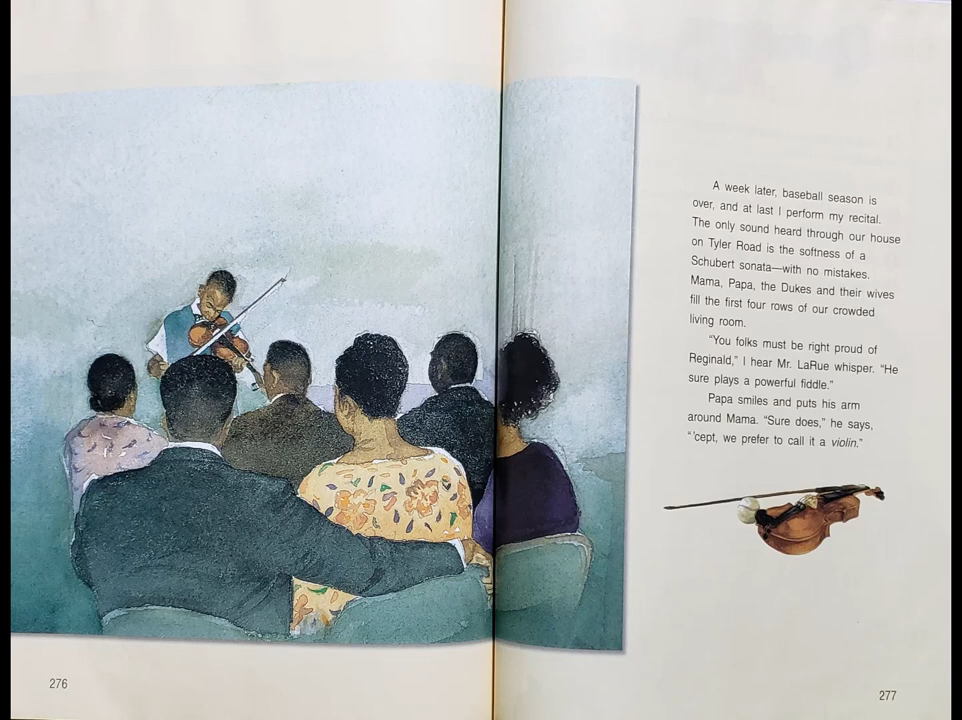 A week later, baseball season is
over, and at last I perform my recital.
The only sound heard through our house
on Tyler Road is the softness of a
Schubert sonata—with no mistakes.
Mama, Papa, the Dukes and their wives
fill the first four rows of our crowded
living room.
“You folks must be right proud of
Reginald,” I hear Mr. LaRue whisper. “He
sure plays a powerful fiddle.”
Papa smiles and puts his arm
around Mama. “Sure does,” he says,
“ ’cept, we prefer to call it a violin.”
276
277